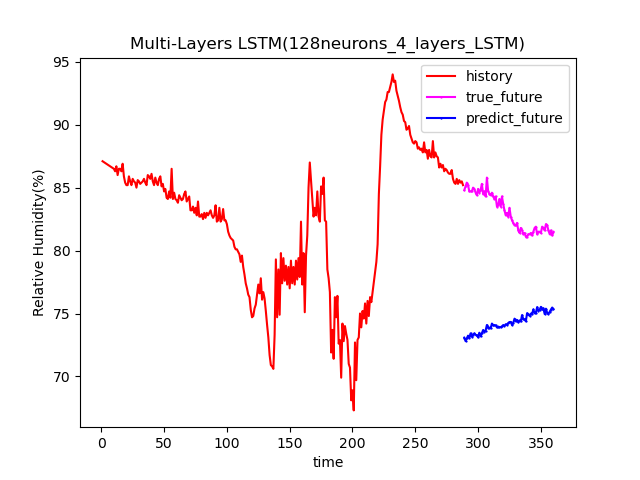 Multi-Layers LSTM(128neurons_4_layers_LSTM)
95
90
85
80
75
70
Relative Humidity(%)
history
true_future
predict_future
0
50
100
150
200
250
300
350
time